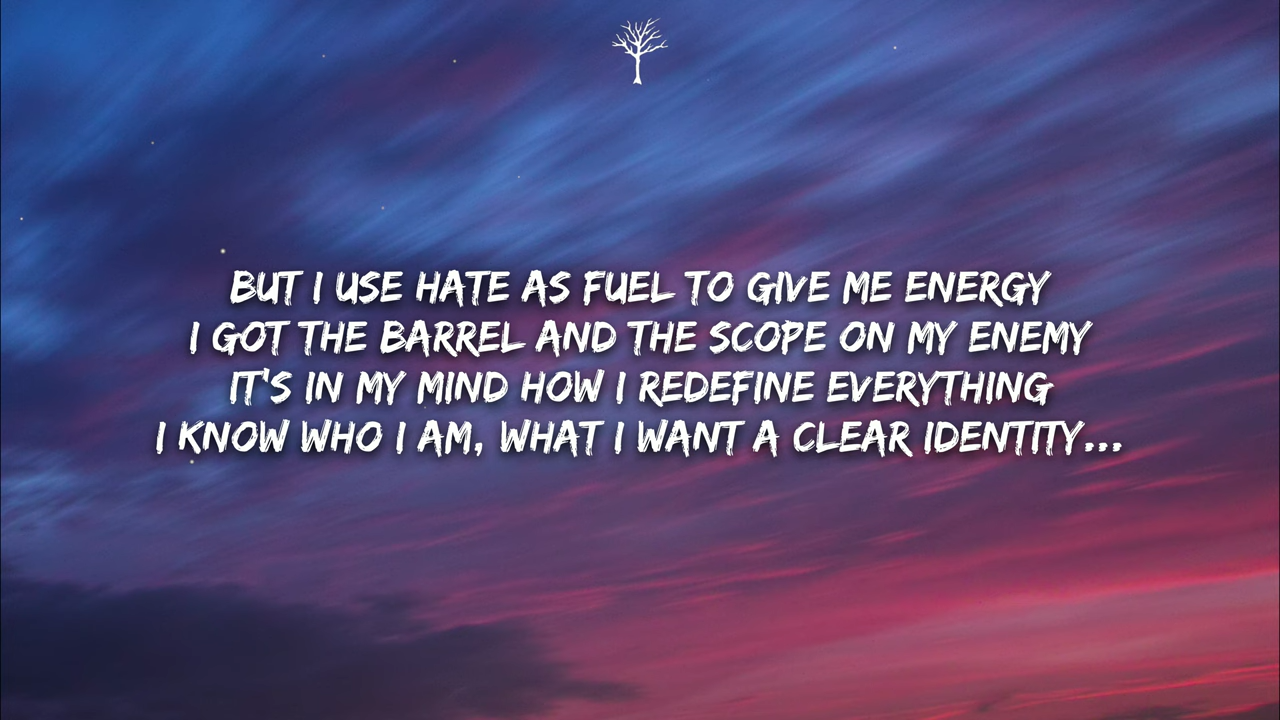 BUT I USE HATE AS FUEL TO GIVE ME ENERGY
I GOT THE BARREL AND THE SCOPE ON MY ENEMY
IT'S IN MY MIND HOW I REDEFINE EVERYTHING
I KNOW WHO I AM, WHAT I WANT A CLEAR IDENTITY...